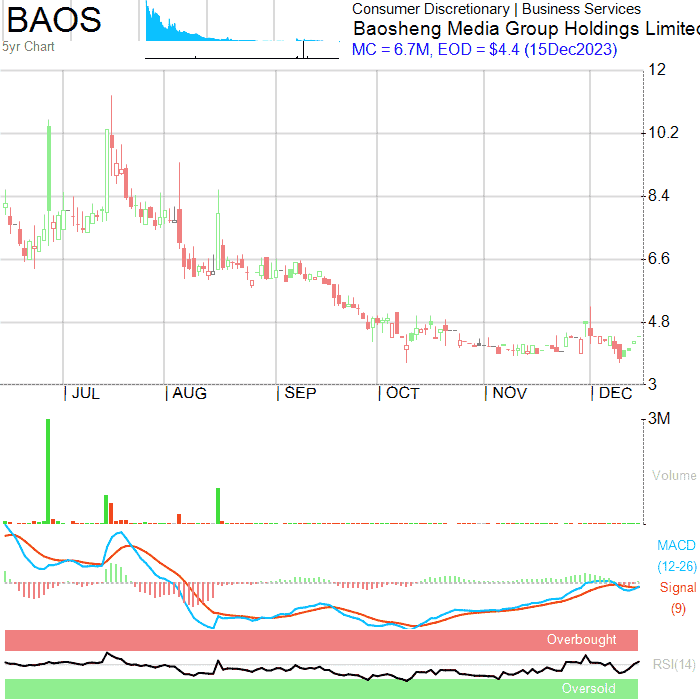 BAOS
5yr Chart
Consumer Discretionary | Business Services
Baosheng Media Group Holdings Limited
MC = 6.7M, EOD = $4.4 (15Dec2023)
12
10.2
8.4
6.6
4.8
3
JUL
AUG
SEP
OCT
NOV
DEC
3M
Volume
MACD
(12-26)
Signal
(9)
Overbought
RSI(14)
Oversold